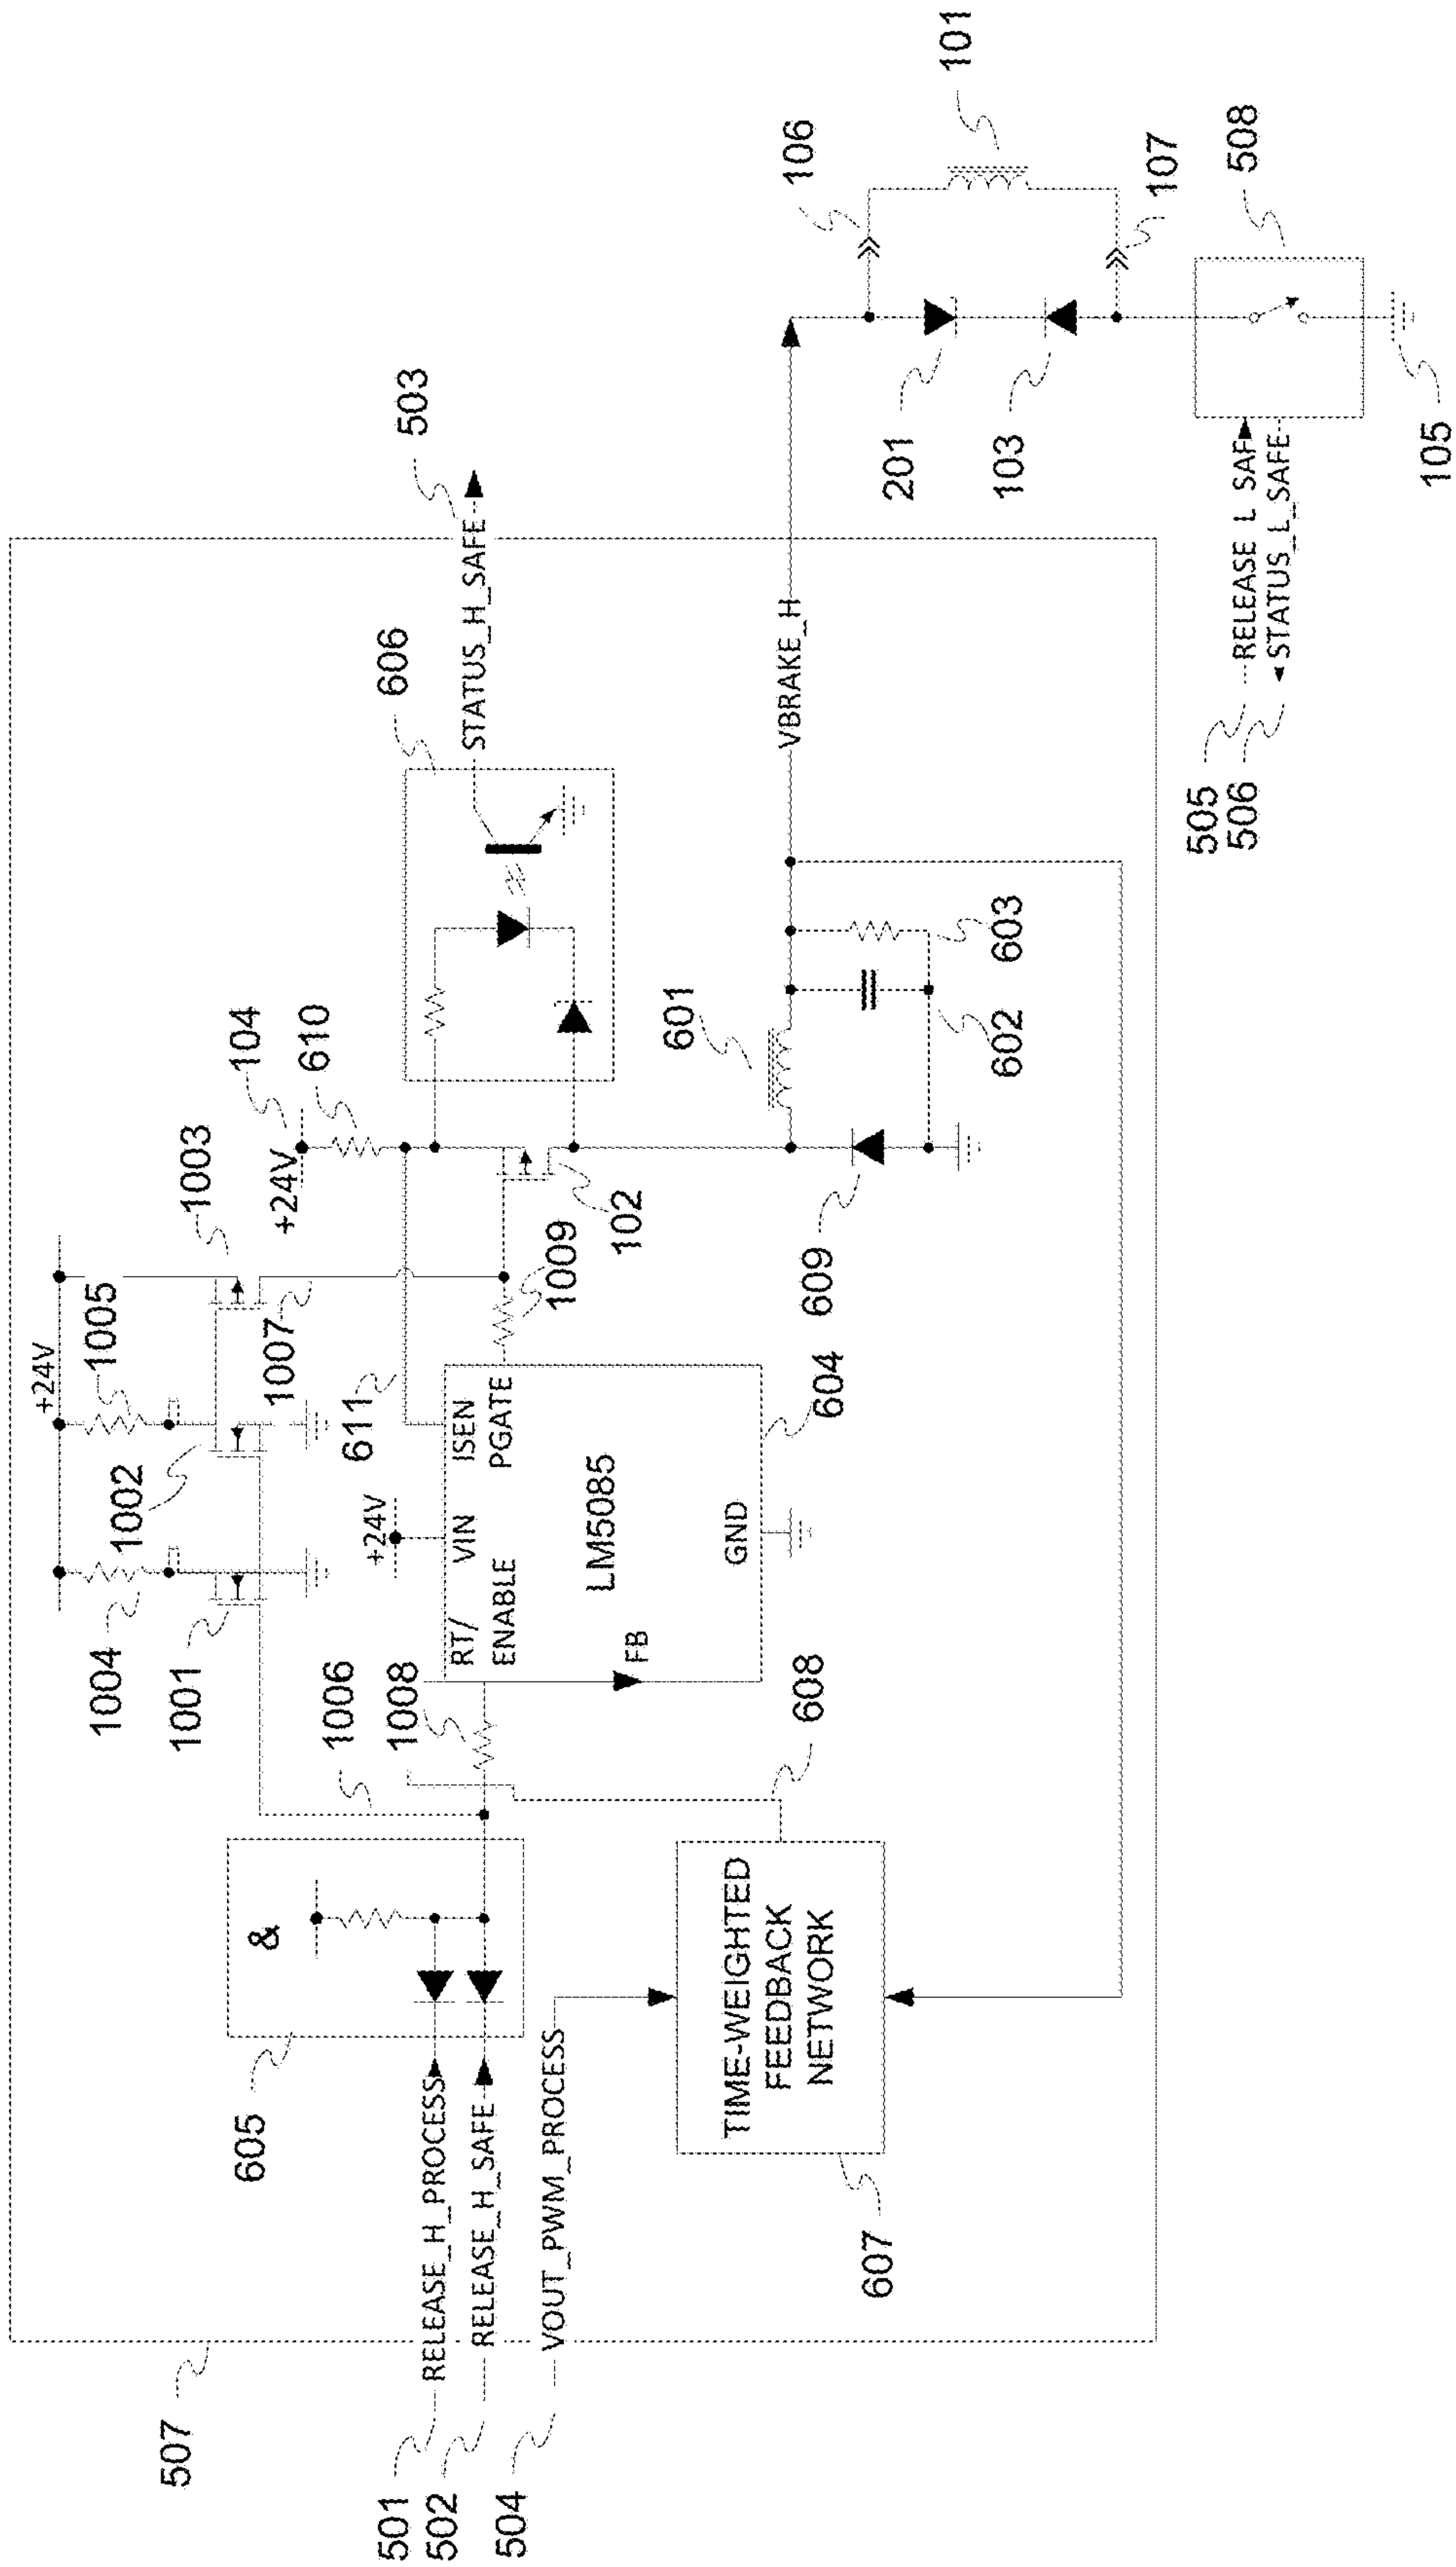 507
501
502
504
RELEASE_H_PROCESS
RELEASE_H_SAFE
VOUT_PWM_PROCESS
605
&
607
TIME-WEIGHTED
FEEDBACK
NETWORK
608
1006
1008
1004
1001
1002
1005
1003
1007
+24V
611
+24V
RT/
ENABLE
VIN
ISEN
PGATE
LM5085
FB
GND
604
1009
+24V
104
610
102
609
601
602
603
606
STATUS_H_SAFE
503
VBRAKE_H
505
506
RELEASE L SAF
STATUS_L_SAFE
201
103
106
107
101
508
105